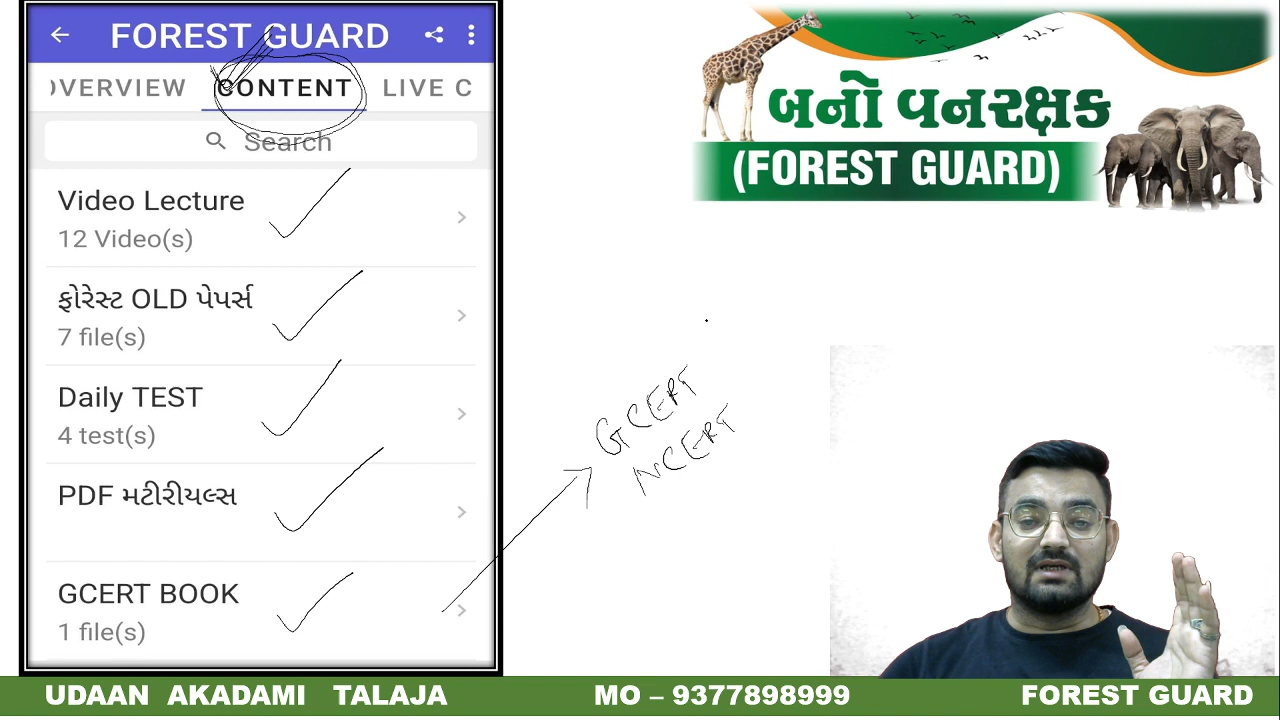 FOREST GUARD
OVERVIEW CONTENT LIVE C
Search
Video Lecture
12 Video(s)
ફોરેસ્ટ OLD પેપર્સ
7 file(s)
Daily TEST
4 test(s)
PDF મટીરીયલ્સ
GCERT BOOK
1 file(s)
બનો વનરક્ષક
(FOREST GUARD)
GCERT
NCERT
UDAAN AKADAMI TALAJA MO – 9377898999 FOREST GUARD